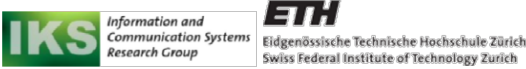 IKS
Information and
Communication Systems
Research Group
ETH
Eidgenössische Technische Hochschule Zürich
Swiss Federal Institute of Technology Zurich